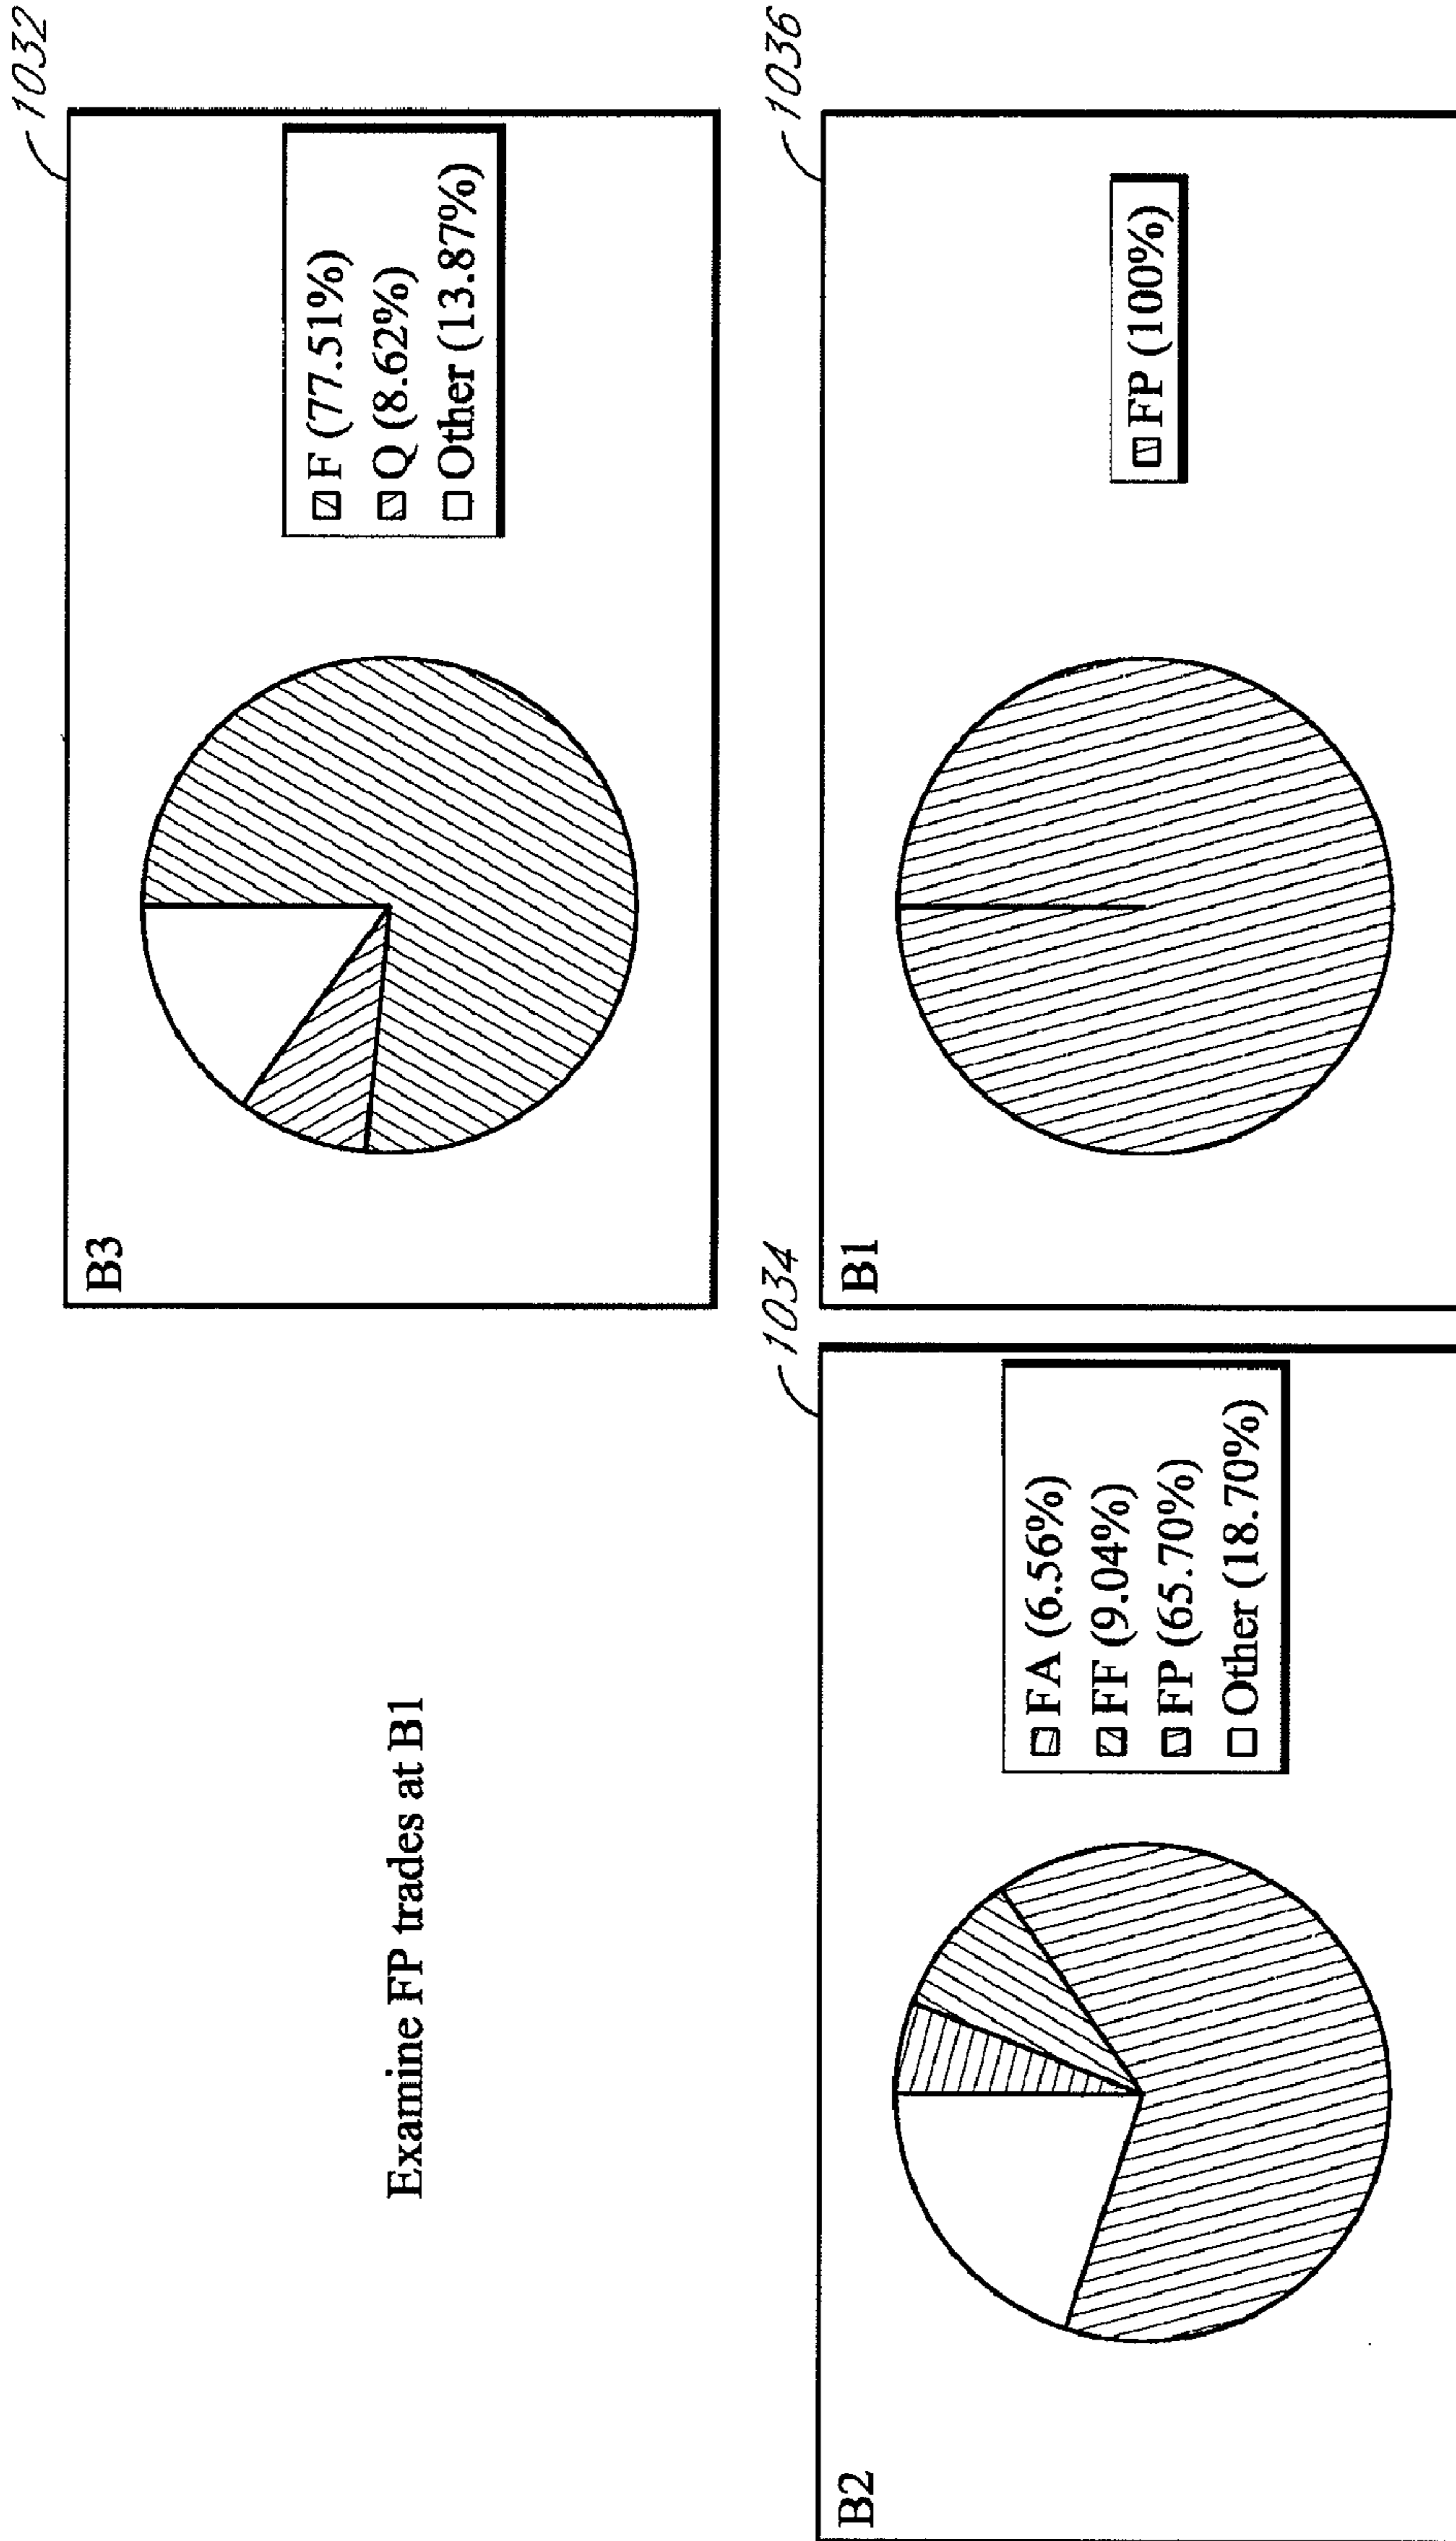 Examine FP trades at B1
1032
B3
F (77.51%)
Q (8.62%)
Other (13.87%)
1034
B2
FA (6.56%)
FF (9.04%)
FP (65.70%)
Other (18.70%)
1036
B1
FP (100%)